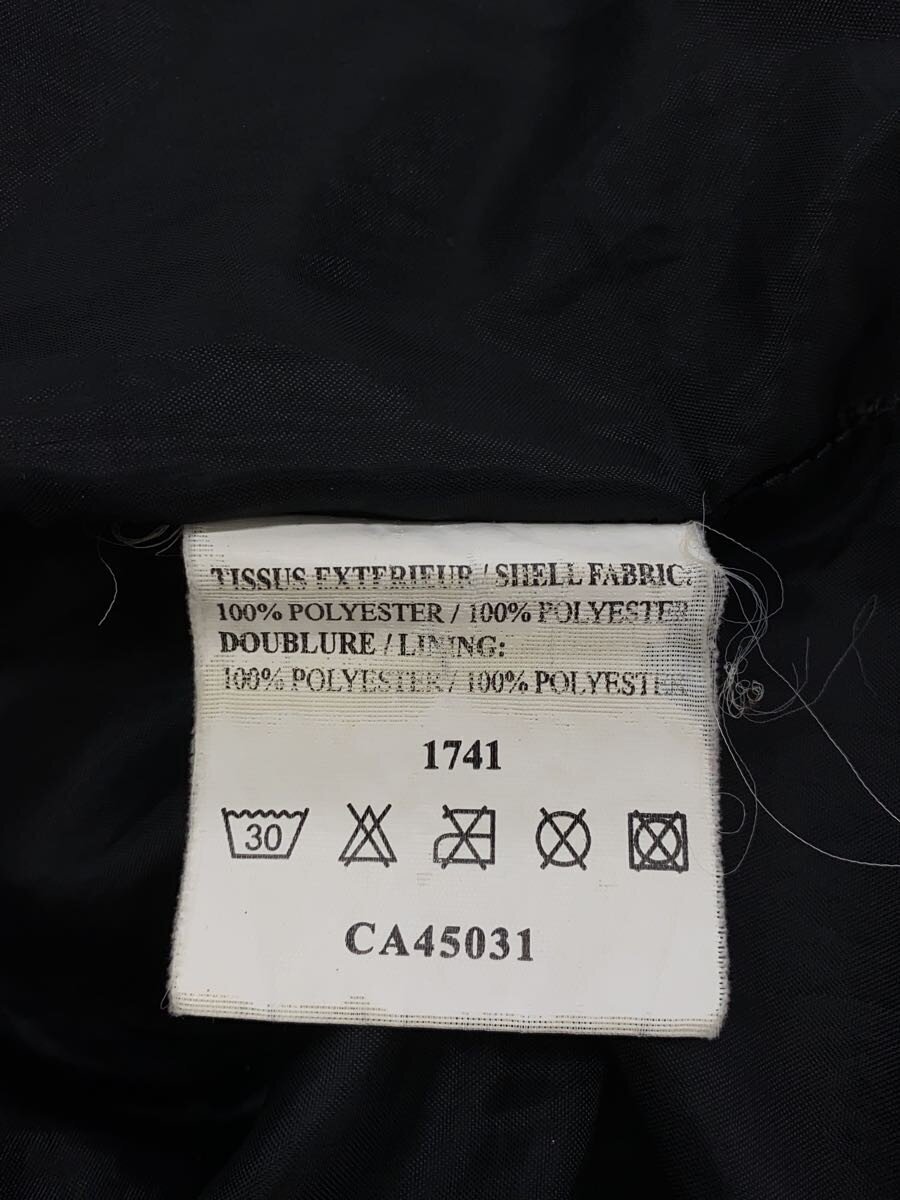 TISSUS EXTERIEUR / SHELL FABRIC:
100% POLYESTER / 100% POLYESTER
DOUBLURE / LINING:
100% POLYESTER / 100% POLYESTER
1741
30
CA45031